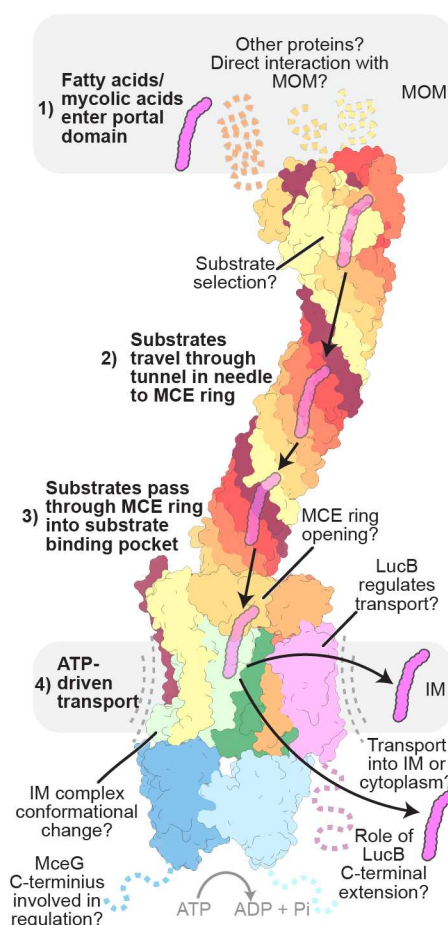 Other proteins?
Direct interaction with
MOM?
MOM
1) Fatty acids/
mycolic acids
enter portal
domain
Substrate
selection?
2) Substrates
travel through
tunnel in needle
to MCE ring
3) Substrates pass
through MCE ring
into substrate
binding pocket
MCE ring
opening?
LucB
regulates
transport?
4) ATP-
driven
transport
IM
Transport
into IM or
cytoplasm?
IM complex
conformational
change?
Role of
LucB
C-terminal
extension?
MceG
C-terminius
involved in
regulation?
ATP
ADP + Pi